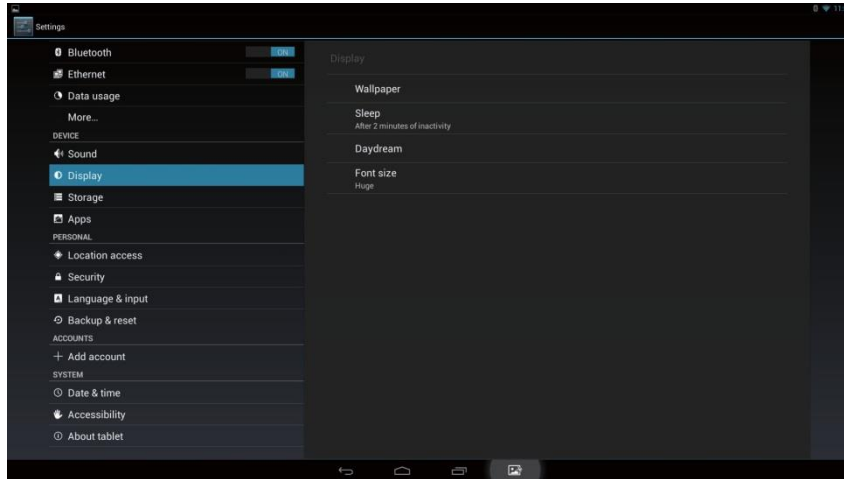 11:
Settings
Bluetooth ON
Ethernet ON
Data usage
More...
DEVICE
Sound
Display
Storage
Apps
PERSONAL
Location access
Security
Language & input
Backup & reset
ACCOUNTS
Add account
SYSTEM
Date & time
Accessibility
About tablet
Display
Wallpaper
Sleep
After 2 minutes of inactivity
Daydream
Font size
Huge